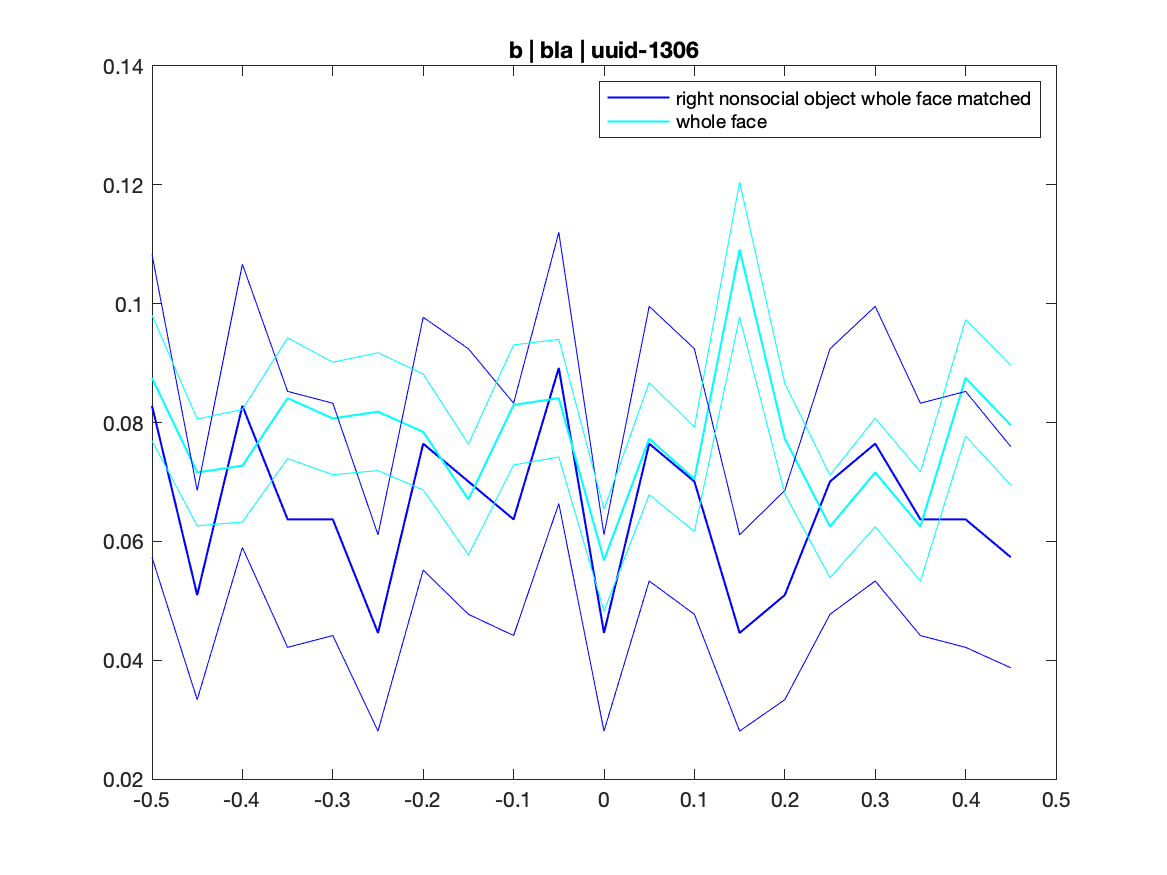 b | bla | uuid-1306
right nonsocial object whole face matched
whole face
0.14
0.12
0.1
0.08
0.06
0.04
0.02
-0.5 -0.4 -0.3 -0.2 -0.1 0 0.1 0.2 0.3 0.4 0.5